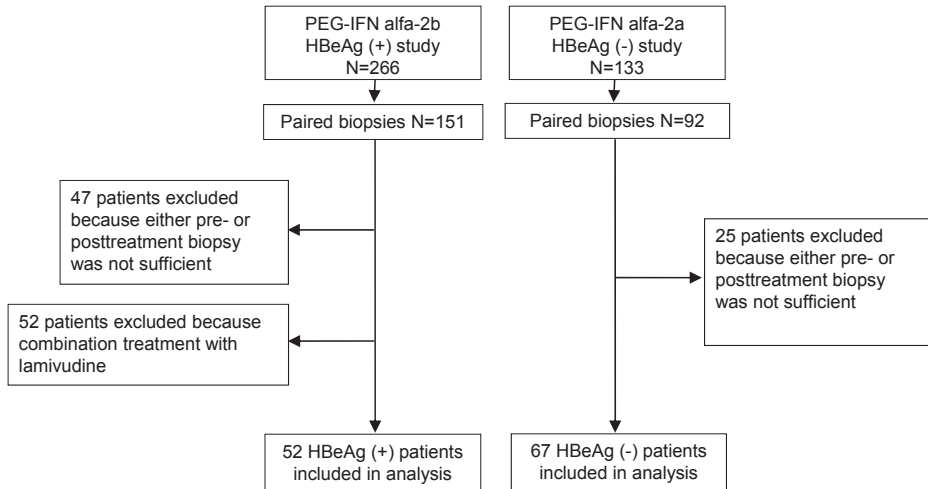 PEG-IFN alfa-2b
HBeAg (+) study
N=266
PEG-IFN alfa-2a
HBeAg (-) study
N=133
Paired biopsies N=151
Paired biopsies N=92
47 patients excluded
because either pre- or
posttreatment biopsy
was not sufficient
25 patients excluded
because either pre- or
posttreatment biopsy
was not sufficient
52 patients excluded because
combination treatment with
lamivudine
52 HBeAg (+) patients
included in analysis
67 HBeAg (-) patients
included in analysis